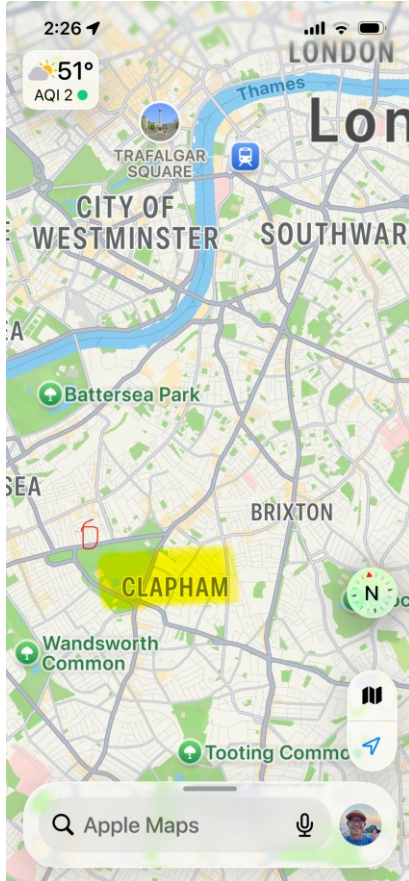 2:26
51°
AQI 2
LONDON
Thames
Lon
TRAFALGAR
SQUARE
CITY OF
WESTMINSTER
SOUTHWAR
EA
Battersea Park
SEA
BRIXTON
CLAPHAM
N
Wandsworth
Common
Tooting Commo
Apple Maps